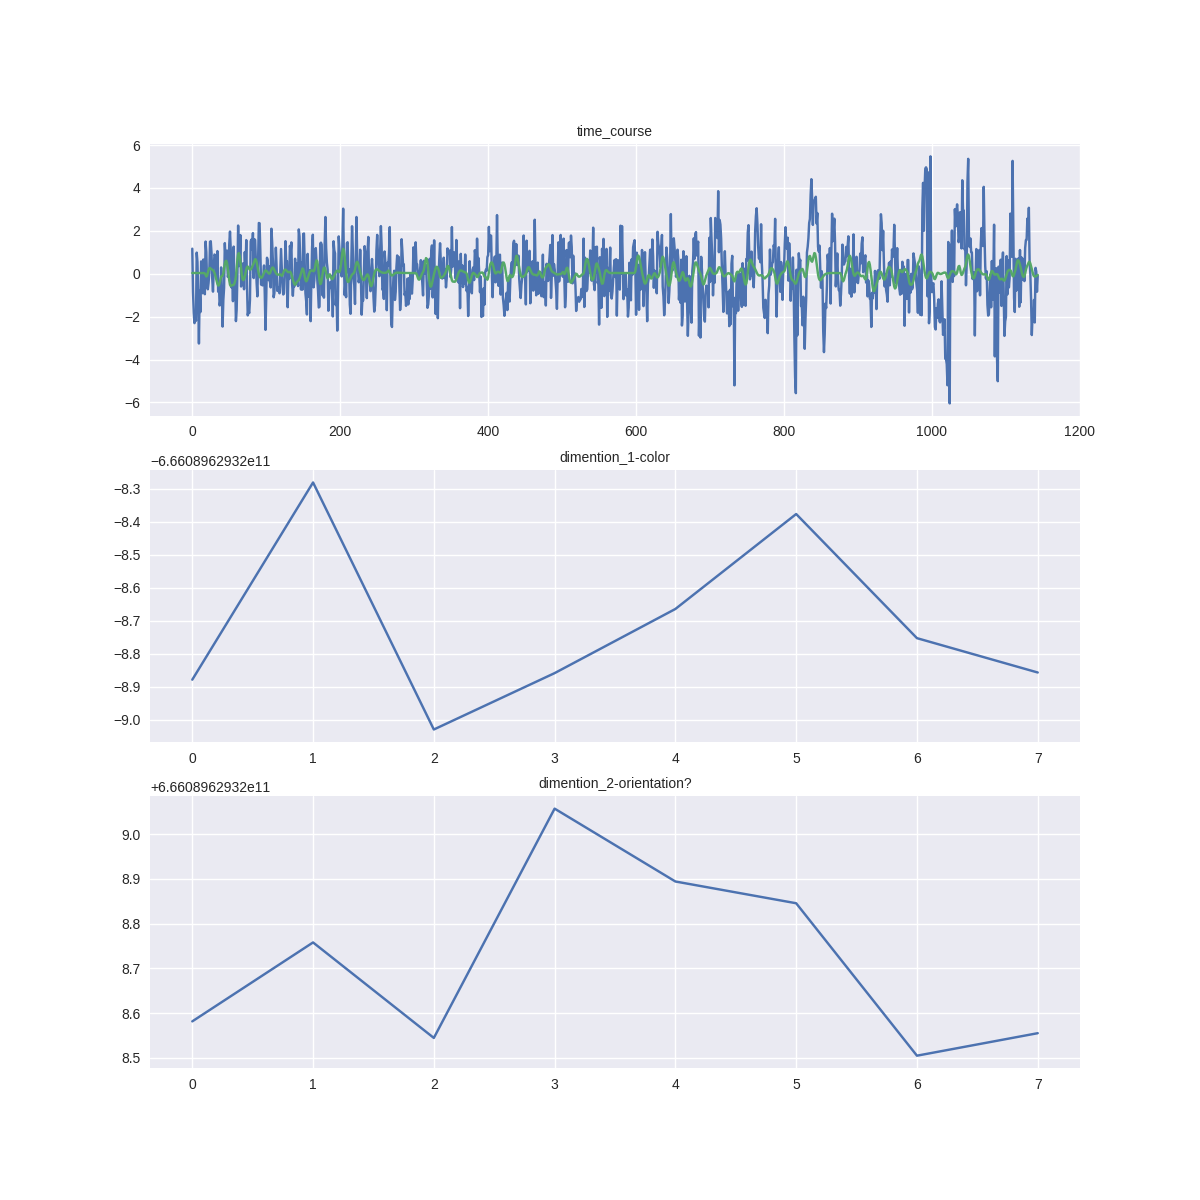 time_course
6
4
2
0
−2
−4
−6
0 200 400 600 800 1000 1200
−6.6608962932e11
dimention_1-color
−8.3
−8.4
−8.5
−8.6
−8.7
−8.8
−8.9
−9.0
0 1 2 3 4 5 6 7
+6.6608962932e11
dimention_2-orientation?
9.0
8.9
8.8
8.7
8.6
8.5
0 1 2 3 4 5 6 7